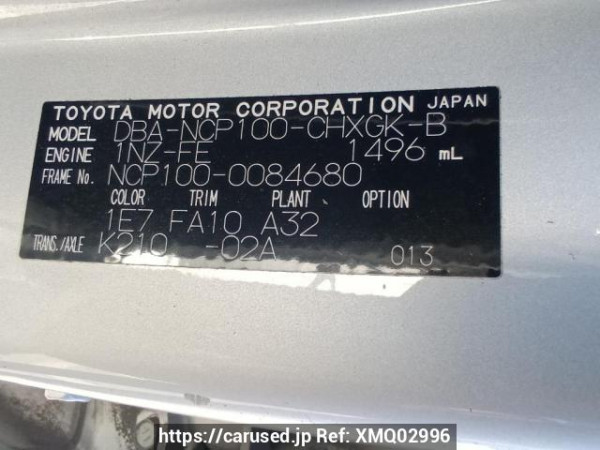 TOYOTA MOTOR CORPORATION JAPAN
MODEL DBA-NCP100-CHXGK-B
ENGINE 1NZ-FE 1496 mL
FRAME No. NCP100-0084680
COLOR TRIM PLANT OPTION
1E7 FA10 A32
TRANS./AXLE K210 -02A 013
https://carused.jp Ref: XMQ02996